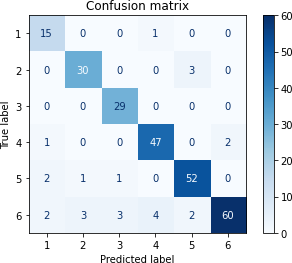 Confusion matrix
True label
1 15 0 0 1 0 0
2 0 30 0 0 3 0
3 0 0 29 0 0 0
4 1 0 0 47 0 2
5 2 1 1 0 52 0
6 2 3 3 4 2 60
1 2 3 4 5 6
Predicted label
60
50
40
30
20
10
0